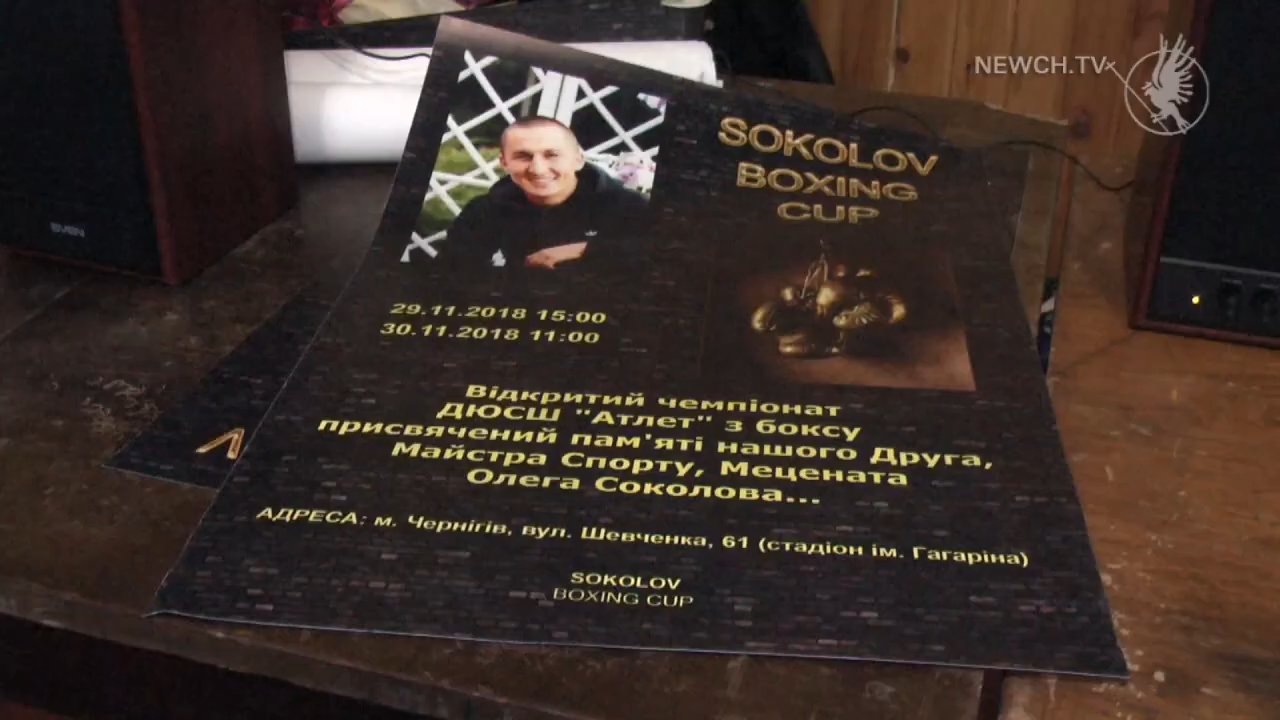 NEWCH.TV
SOKOLOV
BOXING
CUP
29.11.2018 15:00
30.11.2018 11:00
Відкритий чемпіонат
ДЮСШ "Атлет" з боксу
присвячений пам'яті нашого Друга,
Майстра Спорту, Мецената
Олега Соколова...
АДРЕСА: м. Чернігів, вул. Шевченка, 61 (стадіон ім. Гагаріна)
SOKOLOV
BOXING CUP
SVEN